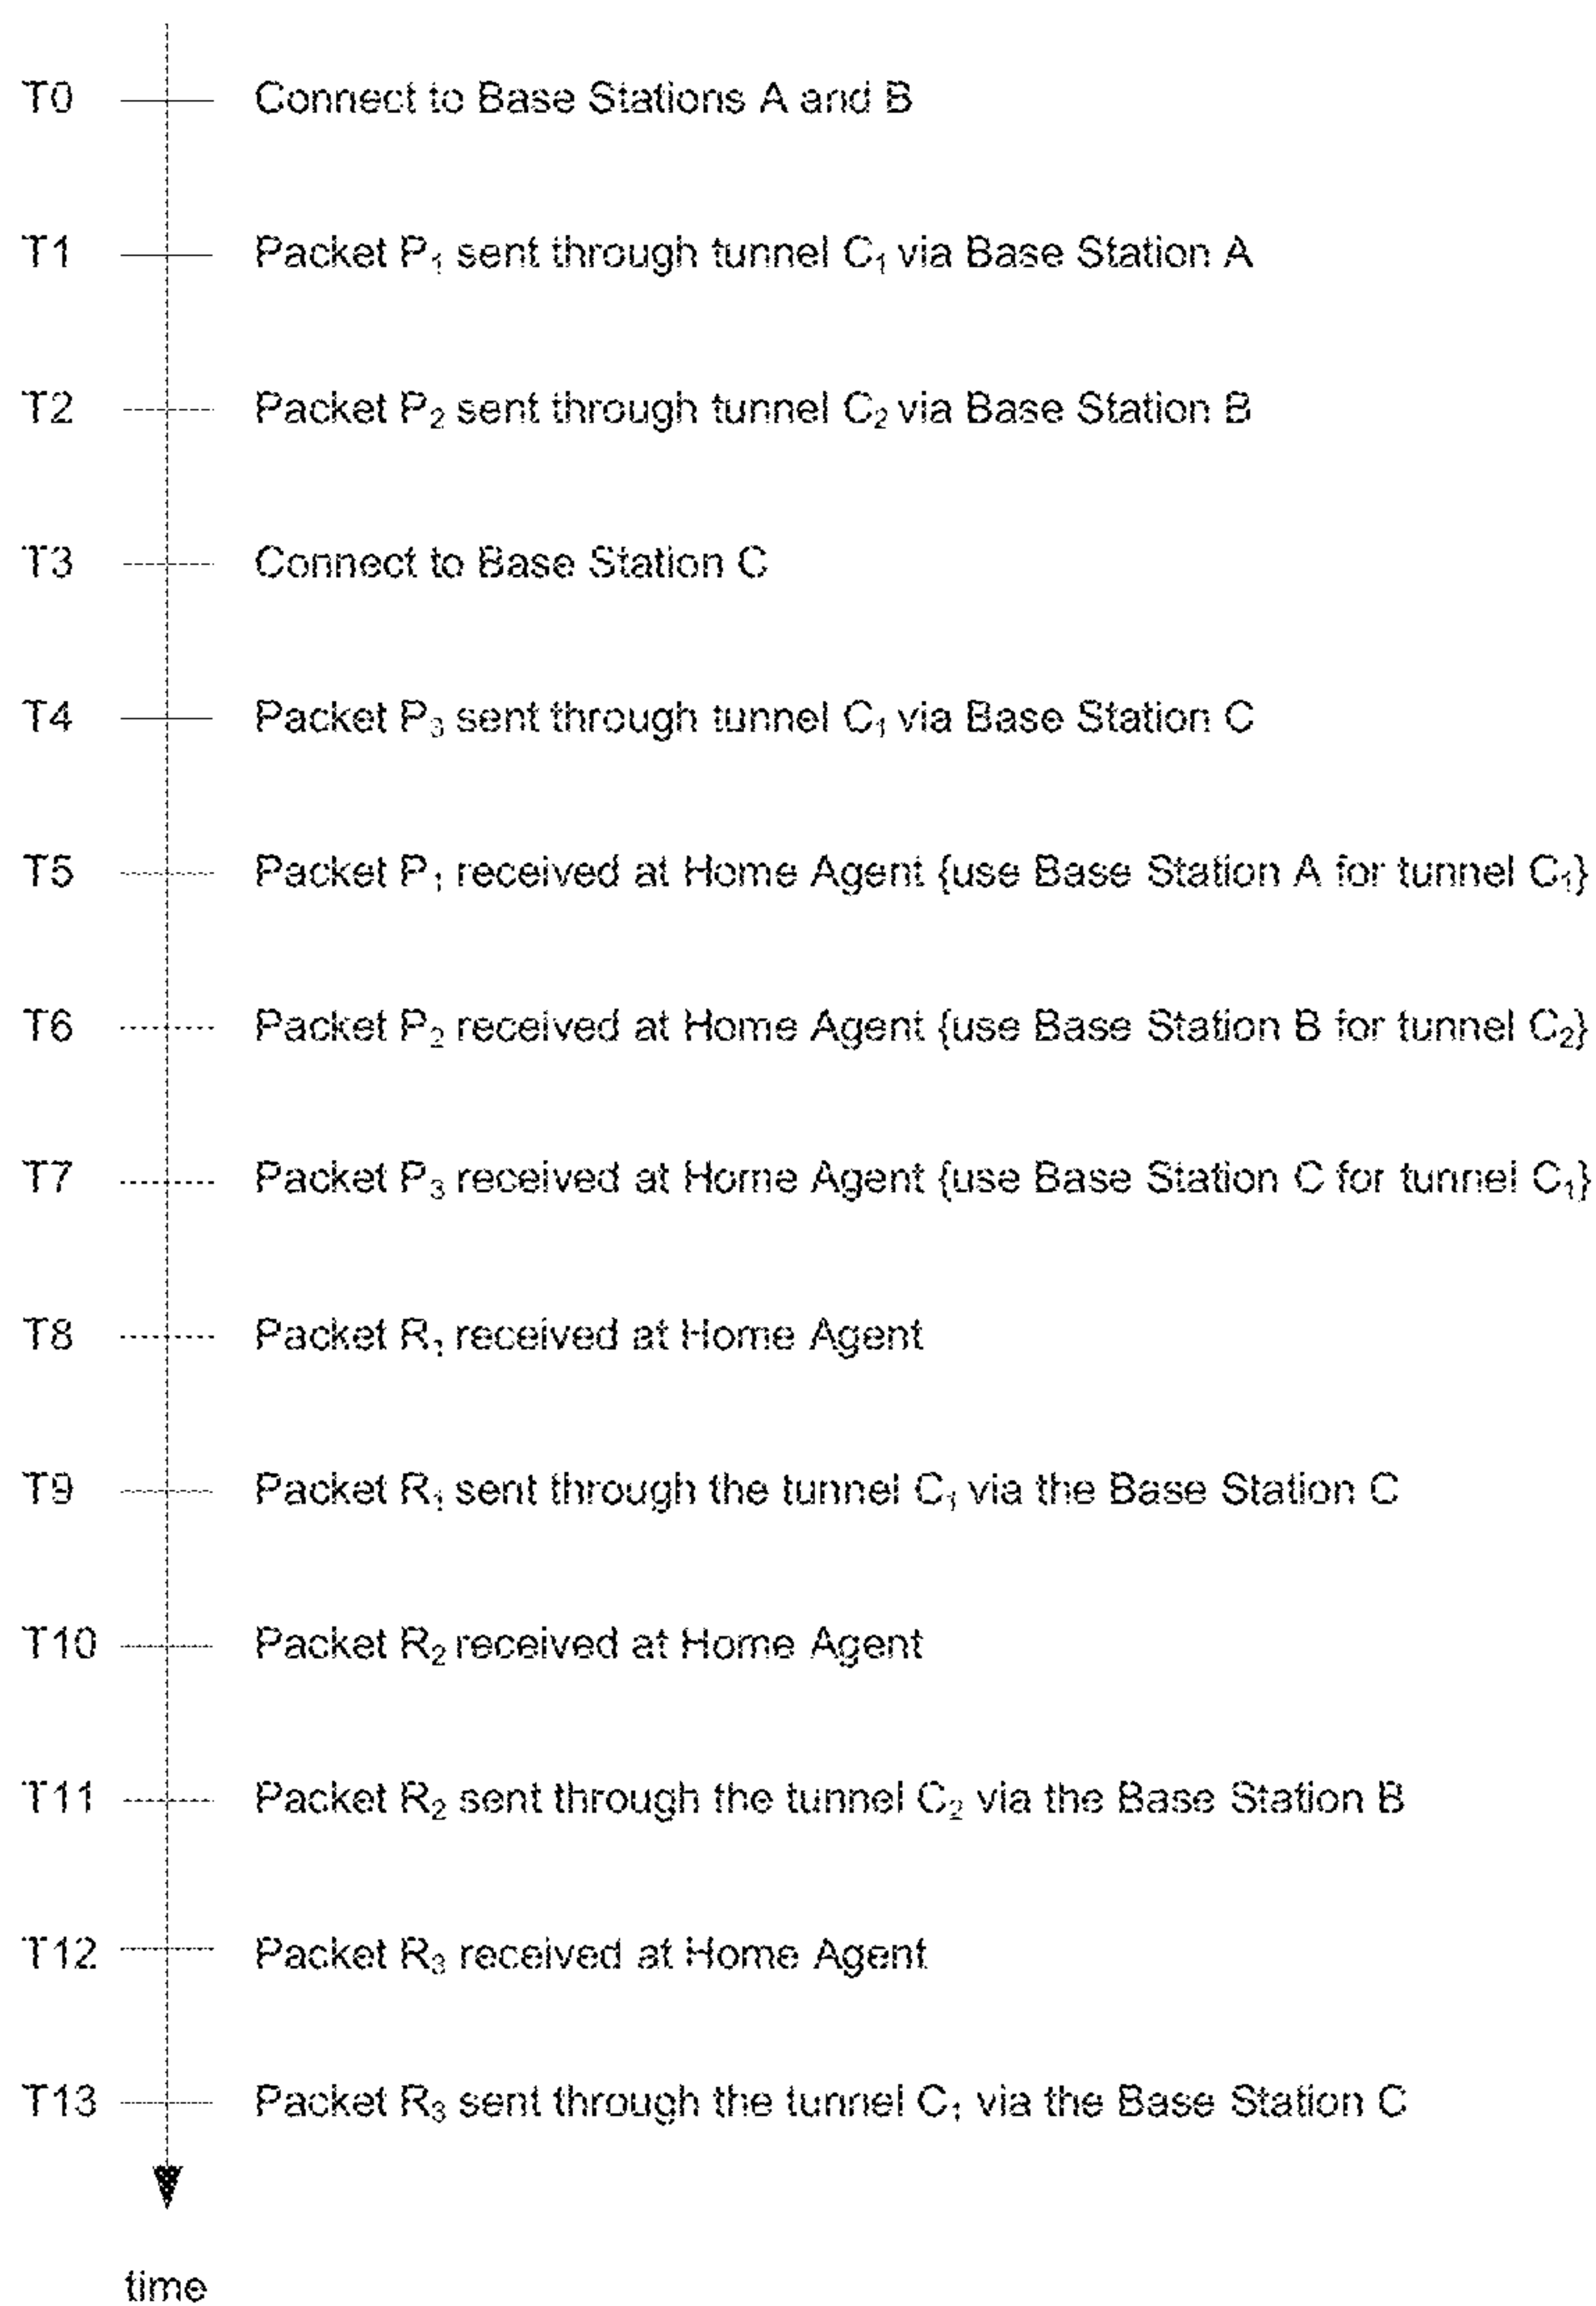 T0 Connect to Base Stations A and B
T1 Packet P₁ sent through tunnel C₁ via Base Station A
T2 Packet P₂ sent through tunnel C₂ via Base Station B
T3 Connect to Base Station C
T4 Packet P₃ sent through tunnel C₁ via Base Station C
T5 Packet P₁ received at Home Agent {use Base Station A for tunnel C₁}
T6 Packet P₂ received at Home Agent {use Base Station B for tunnel C₂}
T7 Packet P₃ received at Home Agent {use Base Station C for tunnel C₁}
T8 Packet R₁ received at Home Agent
T9 Packet R₁ sent through the tunnel C₁ via the Base Station C
T10 Packet R₂ received at Home Agent
T11 Packet R₂ sent through the tunnel C₂ via the Base Station B
T12 Packet R₃ received at Home Agent
T13 Packet R₃ sent through the tunnel C₁ via the Base Station C
time